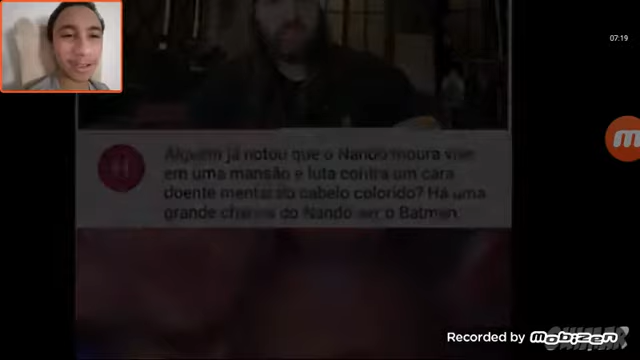 07:19
Alguém já notou que o Nando moura vive
em uma mansão e luta contra um cara
doente mental do cabelo colorido? Há uma
grande chance do Nando ser o Batman.
Recorded by mobizen